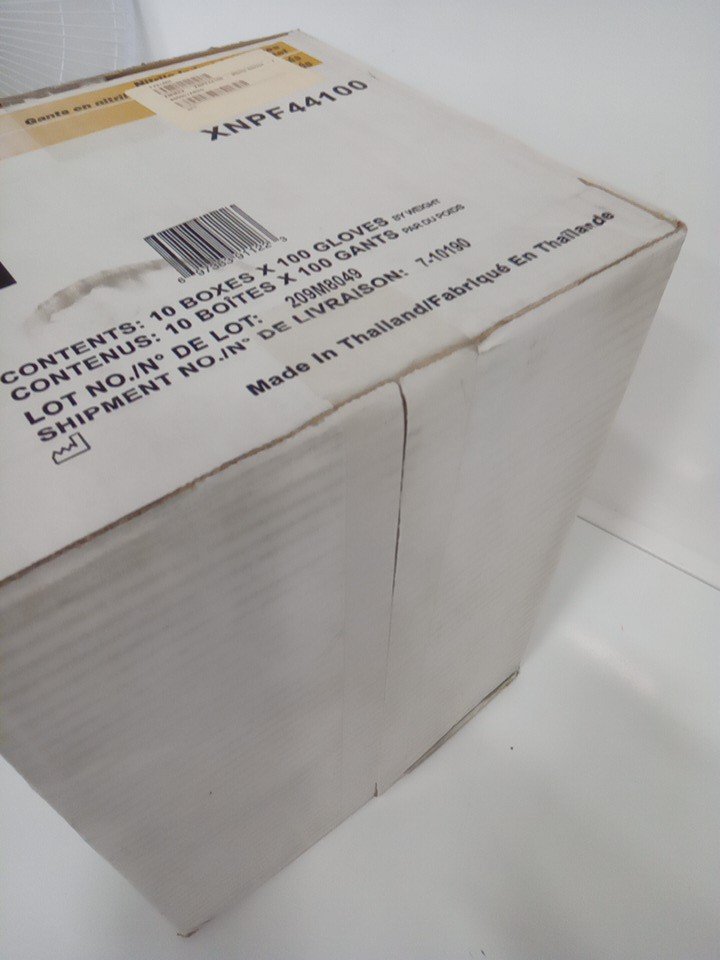 Gants en nitril
XNPF44100
CONTENTS: 10 BOXES X 100 GLOVES BY WEIGHT
CONTENUS: 10 BOÎTES X 100 GANTS PAR DU POIDS
LOT NO./N° DE LOT: 209M8049
SHIPMENT NO./N° DE LIVRAISON: 7-10190
Made In Thailand/Fabriqué En Thaïlande